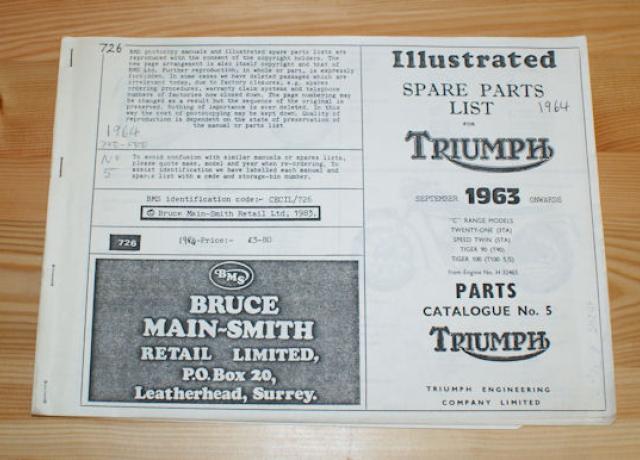 726
BMS photocopy manuals and illustrated spare parts lists are
reproduced with the consent of the copyright holders. The
new page arrangement is also itself copyright and that of
BMS Ltd. Further reproduction, in whole or part, is expressly
forbidden. In some cases we have deleted passages which are
irrelevant today, due to factory closures, e.g. spares
ordering procedures, warranty claim systems and telephone
numbers of factories now closed down. The page numbering may
be changed as a result but the sequence of the original is
preserved. Nothing of importance is ever deleted. In this
way the cost of photocopying may be kept down. Quality of
reproduction is dependent on the state of preservation of
the manual or parts list
1964
No
5
To avoid confusion with similar manuals or spares lists,
please quote make, model and year when re-ordering. To
assist identification we have labelled each manual and
spares list with a code and storage-bin number.
BMS identification code:- CECIL/726
© Bruce Main-Smith Retail Ltd, 1983.
726
1984 Price:- £3-80
BMS
BRUCE
MAIN-SMITH
RETAIL LIMITED,
P.O. Box 20,
Leatherhead, Surrey.
Illustrated
SPARE PARTS
LIST
1964
FOR
TRIUMPH
SEPTEMBER 1963 ONWARDS
"C" RANGE MODELS
TWENTY-ONE (3TA)
SPEED TWIN (5TA)
TIGER 90 (T90)
TIGER 100 (T100 S/S)
from Engine No. H 32465
PARTS
CATALOGUE No. 5
TRIUMPH
TRIUMPH ENGINEERING
COMPANY LIMITED